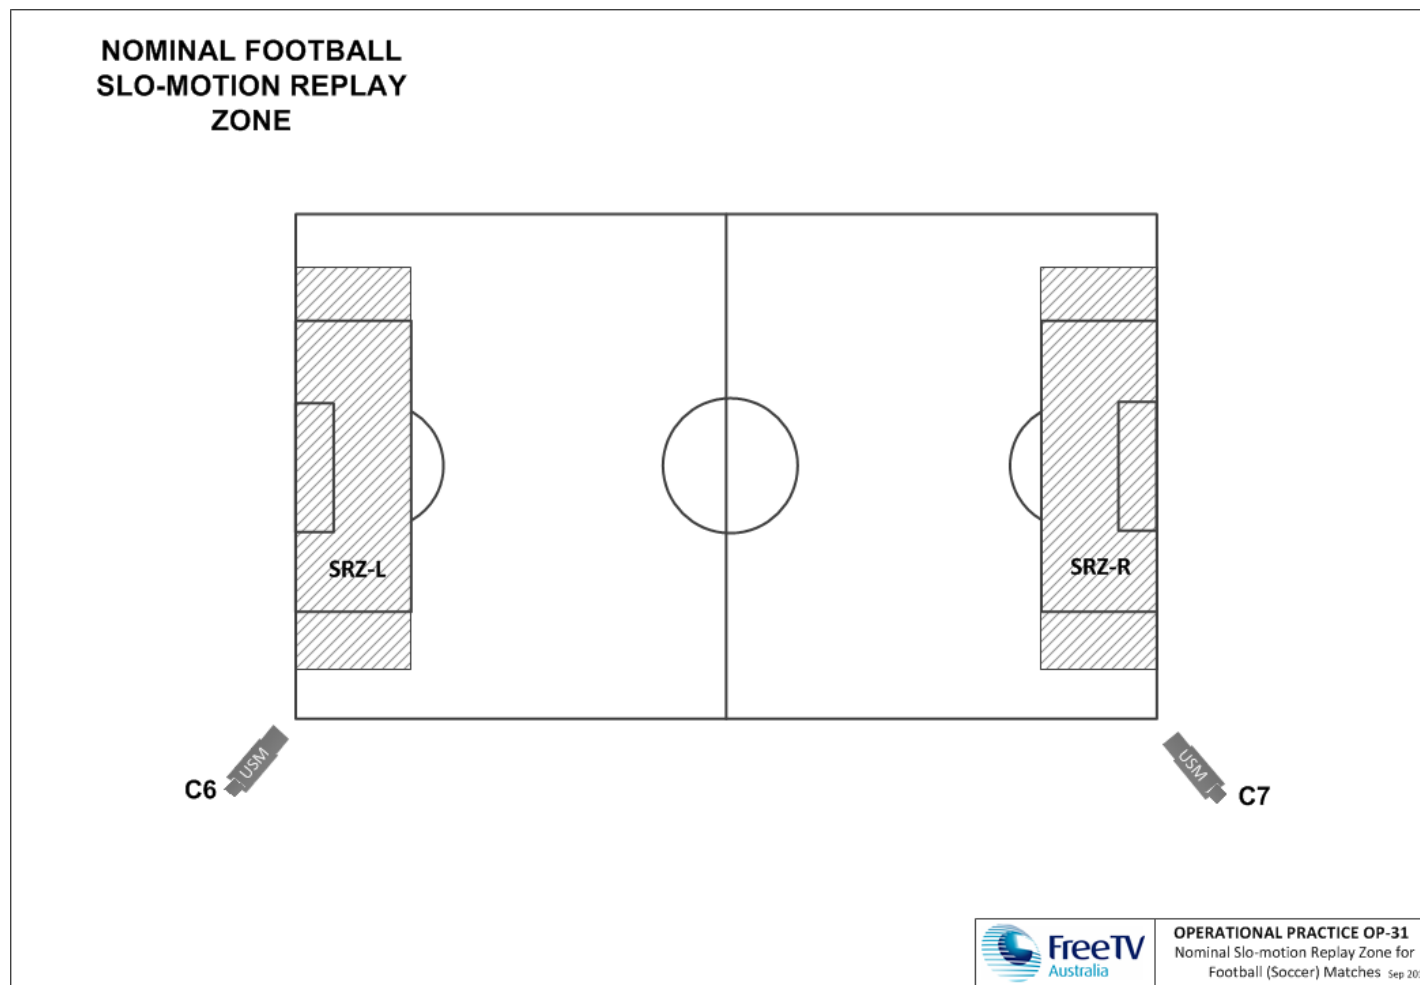 NOMINAL FOOTBALL
SLO-MOTION REPLAY
ZONE
SRZ-L
SRZ-R
USM
C6
USM
C7
FreeTV
Australia
OPERATIONAL PRACTICE OP-31
Nominal Slo-motion Replay Zone for
Football (Soccer) Matches Sep